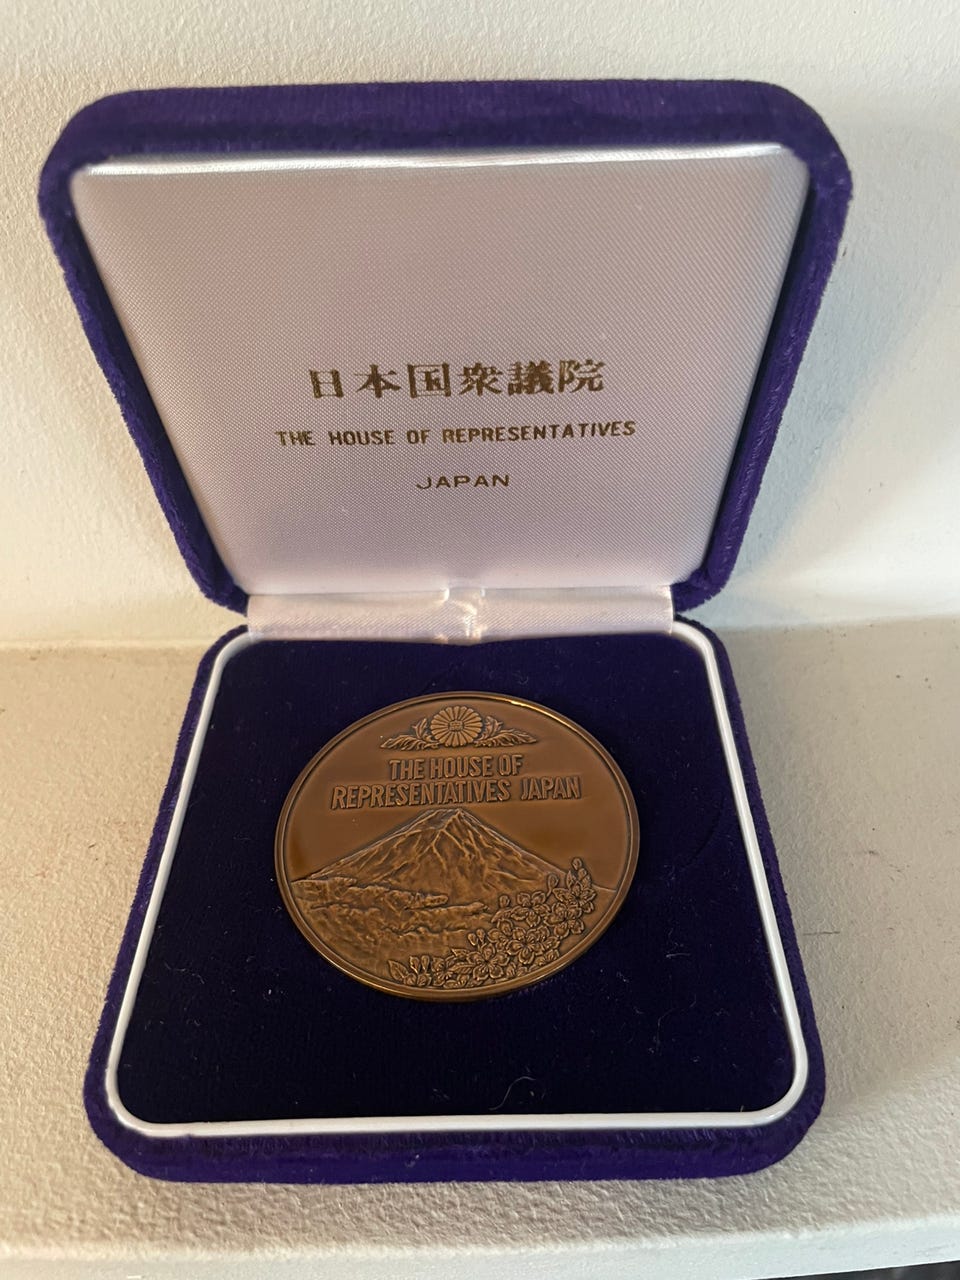 日本国衆議院
THE HOUSE OF REPRESENTATIVES
JAPAN
THE HOUSE OF
REPRESENTATIVES JAPAN